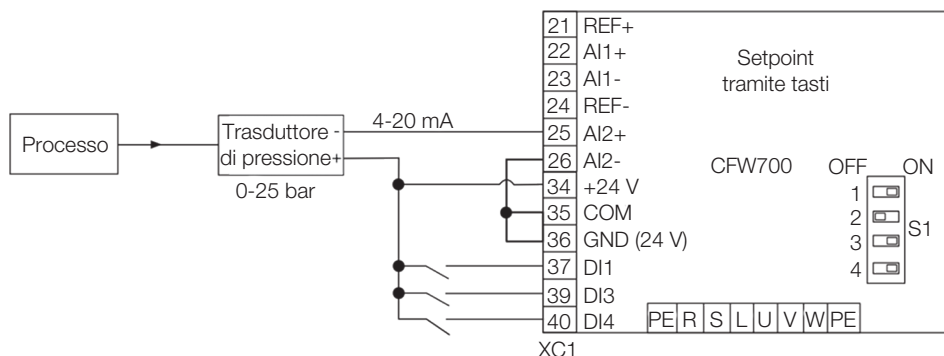 Processo
Trasduttore -
di pressione+
0-25 bar
4-20 mA
21 REF+
22 AI1+
23 AI1-
24 REF-
25 AI2+
26 AI2-
34 +24 V
35 COM
36 GND (24 V)
37 DI1
39 DI3
40 DI4
XC1
Setpoint
tramite tasti
CFW700
OFF ON
1
2
3
4
S1
PE R S L U V W PE